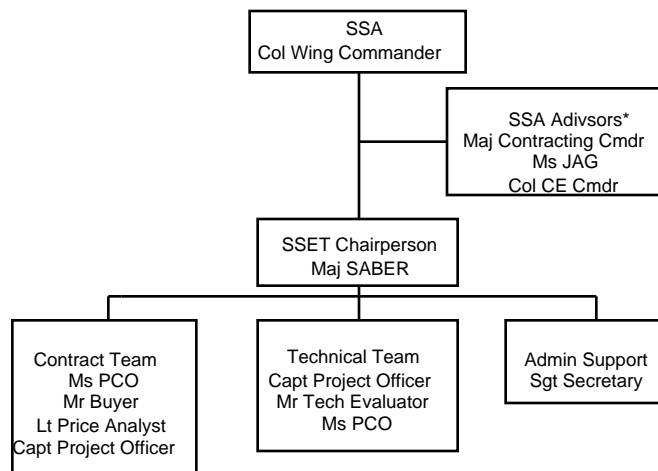 SSA
Col Wing Commander
SSA Adivsors*
Maj Contracting Cmdr
Ms JAG
Col CE Cmdr
SSET Chairperson
Maj SABER
Contract Team
Ms PCO
Mr Buyer
Lt Price Analyst
Capt Project Officer
Technical Team
Capt Project Officer
Mr Tech Evaluator
Ms PCO
Admin Support
Sgt Secretary